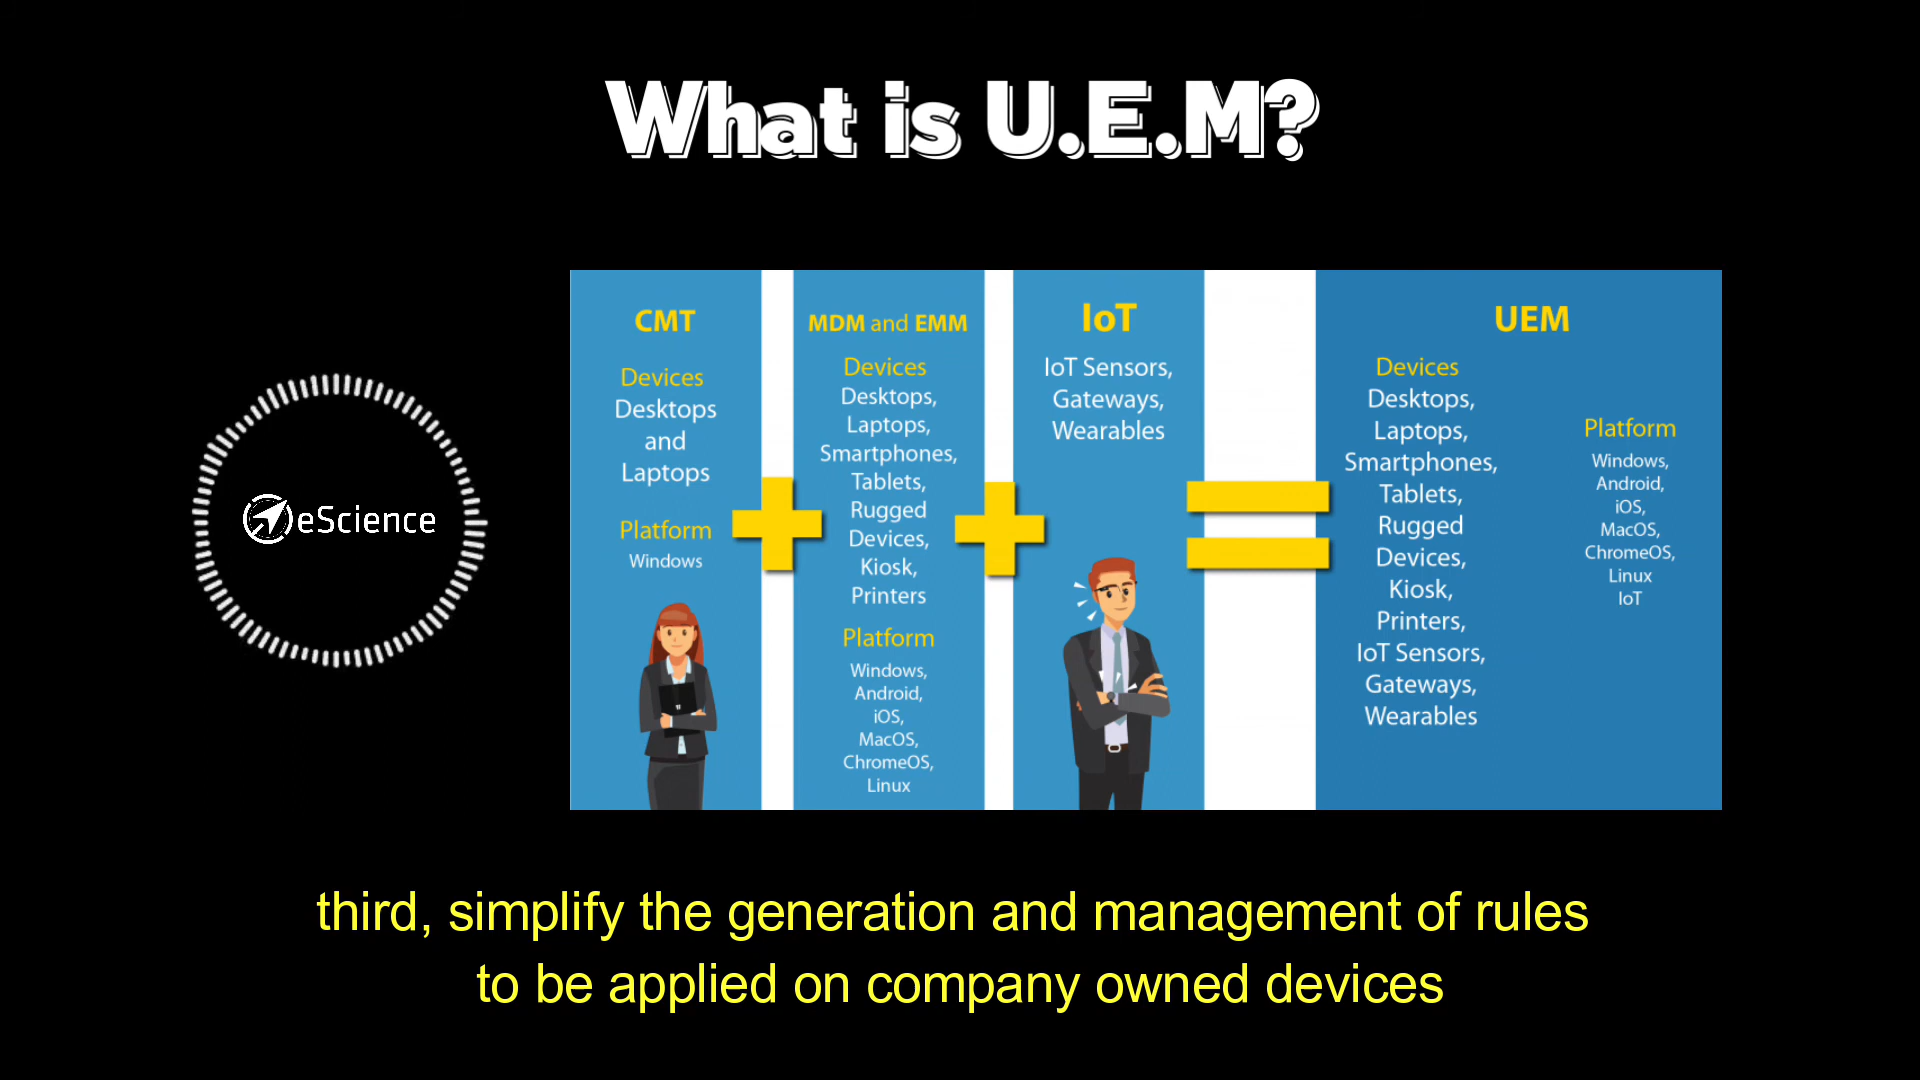 What is U.E.M?
eScience
CMT
Devices
Desktops
and
Laptops
Platform
Windows
MDM and EMM
Devices
Desktops,
Laptops,
Smartphones,
Tablets,
Rugged
Devices,
Kiosk,
Printers
Platform
Windows,
Android,
iOS,
MacOS,
ChromeOS,
Linux
IoT
IoT Sensors,
Gateways,
Wearables
UEM
Devices
Desktops,
Laptops,
Smartphones,
Tablets,
Rugged
Devices,
Kiosk,
Printers,
IoT Sensors,
Gateways,
Wearables
Platform
Windows,
Android,
iOS,
MacOS,
ChromeOS,
Linux
IoT
third, simplify the generation and management of rules
to be applied on company owned devices